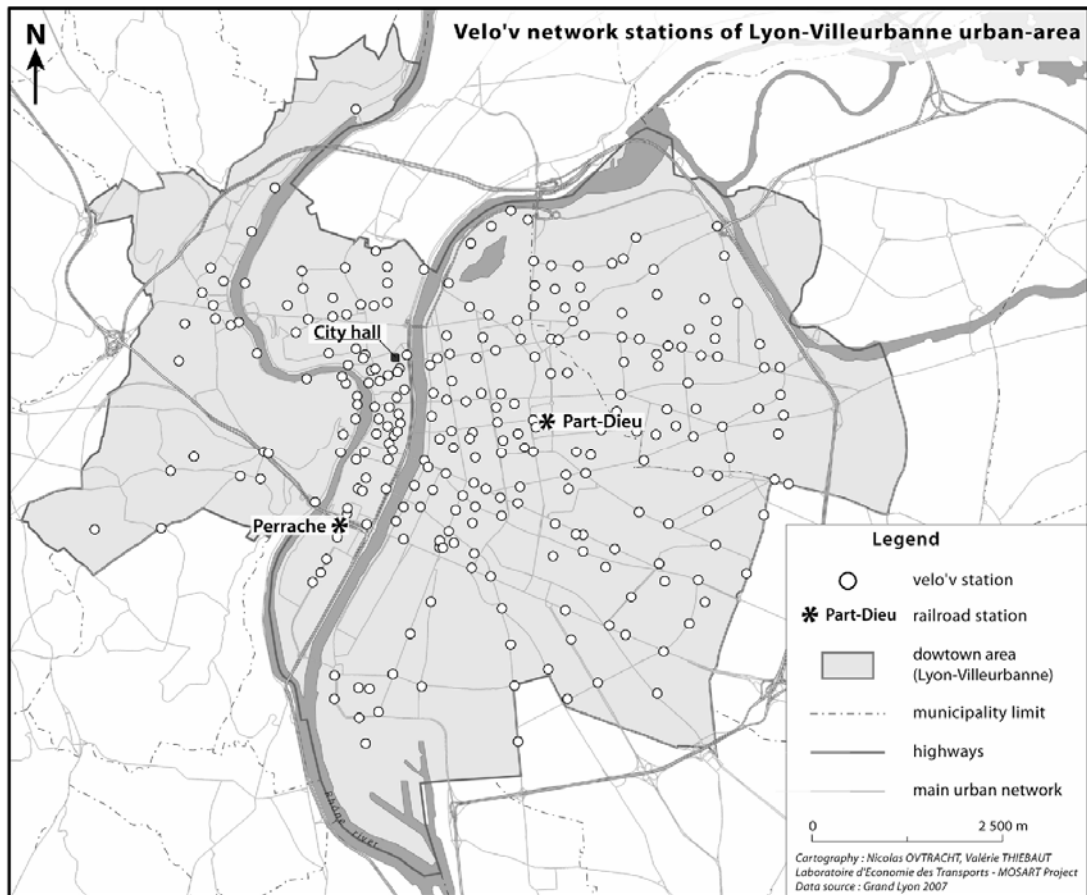 Velo'v network stations of Lyon-Villeurbanne urban-area
N
City hall
Part-Dieu
Perrache
Rhône river
Legend
velo'v station
Part-Dieu railroad station
dowtown area
(Lyon-Villeurbanne)
municipality limit
highways
main urban network
0 2 500 m
Cartography : Nicolas OVTRACHT, Valérie THIEBAUT
Laboratoire d'Economie des Transports - MOSART Project
Data source : Grand Lyon 2007